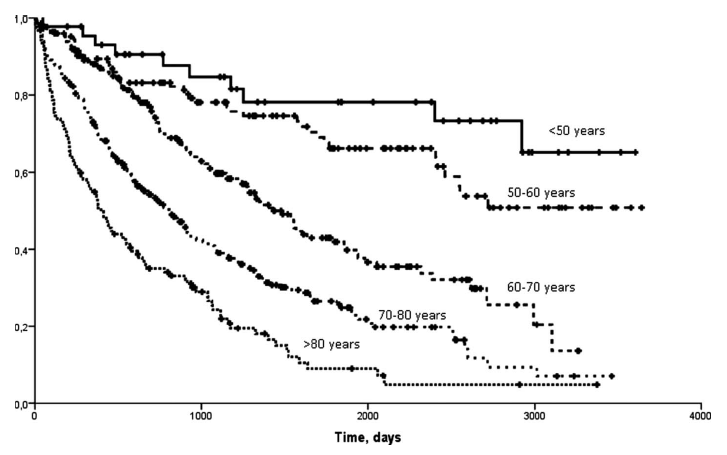 1,0
0,8
0,6
0,4
0,2
0,0
<50 years
50-60 years
60-70 years
70-80 years
>80 years
0
1000
2000
3000
4000
Time, days